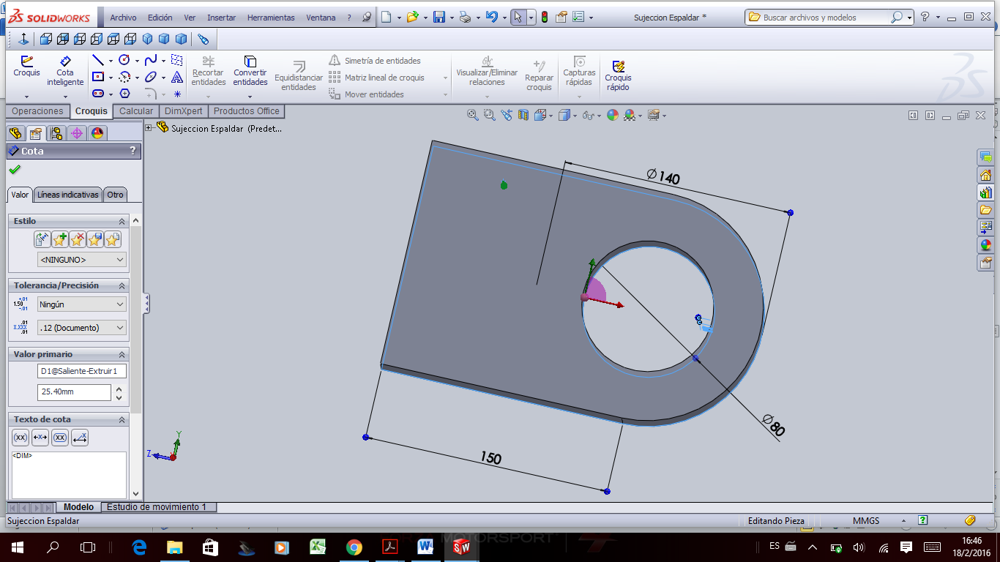 SOLIDWORKS
Archivo Edición Ver Insertar Herramientas Ventana ?
Sujeccion Espaldar *
Buscar archivos y modelos
?
Croquis
Cota inteligente
Recortar entidades
Convertir entidades
Equidistanciar entidades
Simetría de entidades
Matriz lineal de croquis
Mover entidades
Visualizar/Eliminar relaciones
Reparar croquis
Capturas rápidas
Croquis rápido
Operaciones Croquis Calcular DimXpert Productos Office
Sujeccion Espaldar (Predet...
Cota ?
Valor Líneas indicativas Otro
Estilo
<NINGUNO>
Tolerancia/Precisión
Ningún
.12 (Documento)
Valor primario
D1@Saliente-Extruir1
25.40mm
Texto de cota
<DIM>
∅140
∅80
150
Y
Z
Modelo Estudio de movimiento 1
Sujeccion Espaldar
Editando Pieza
MMGS
MOTORSPORT
ES
16:46
18/2/2016